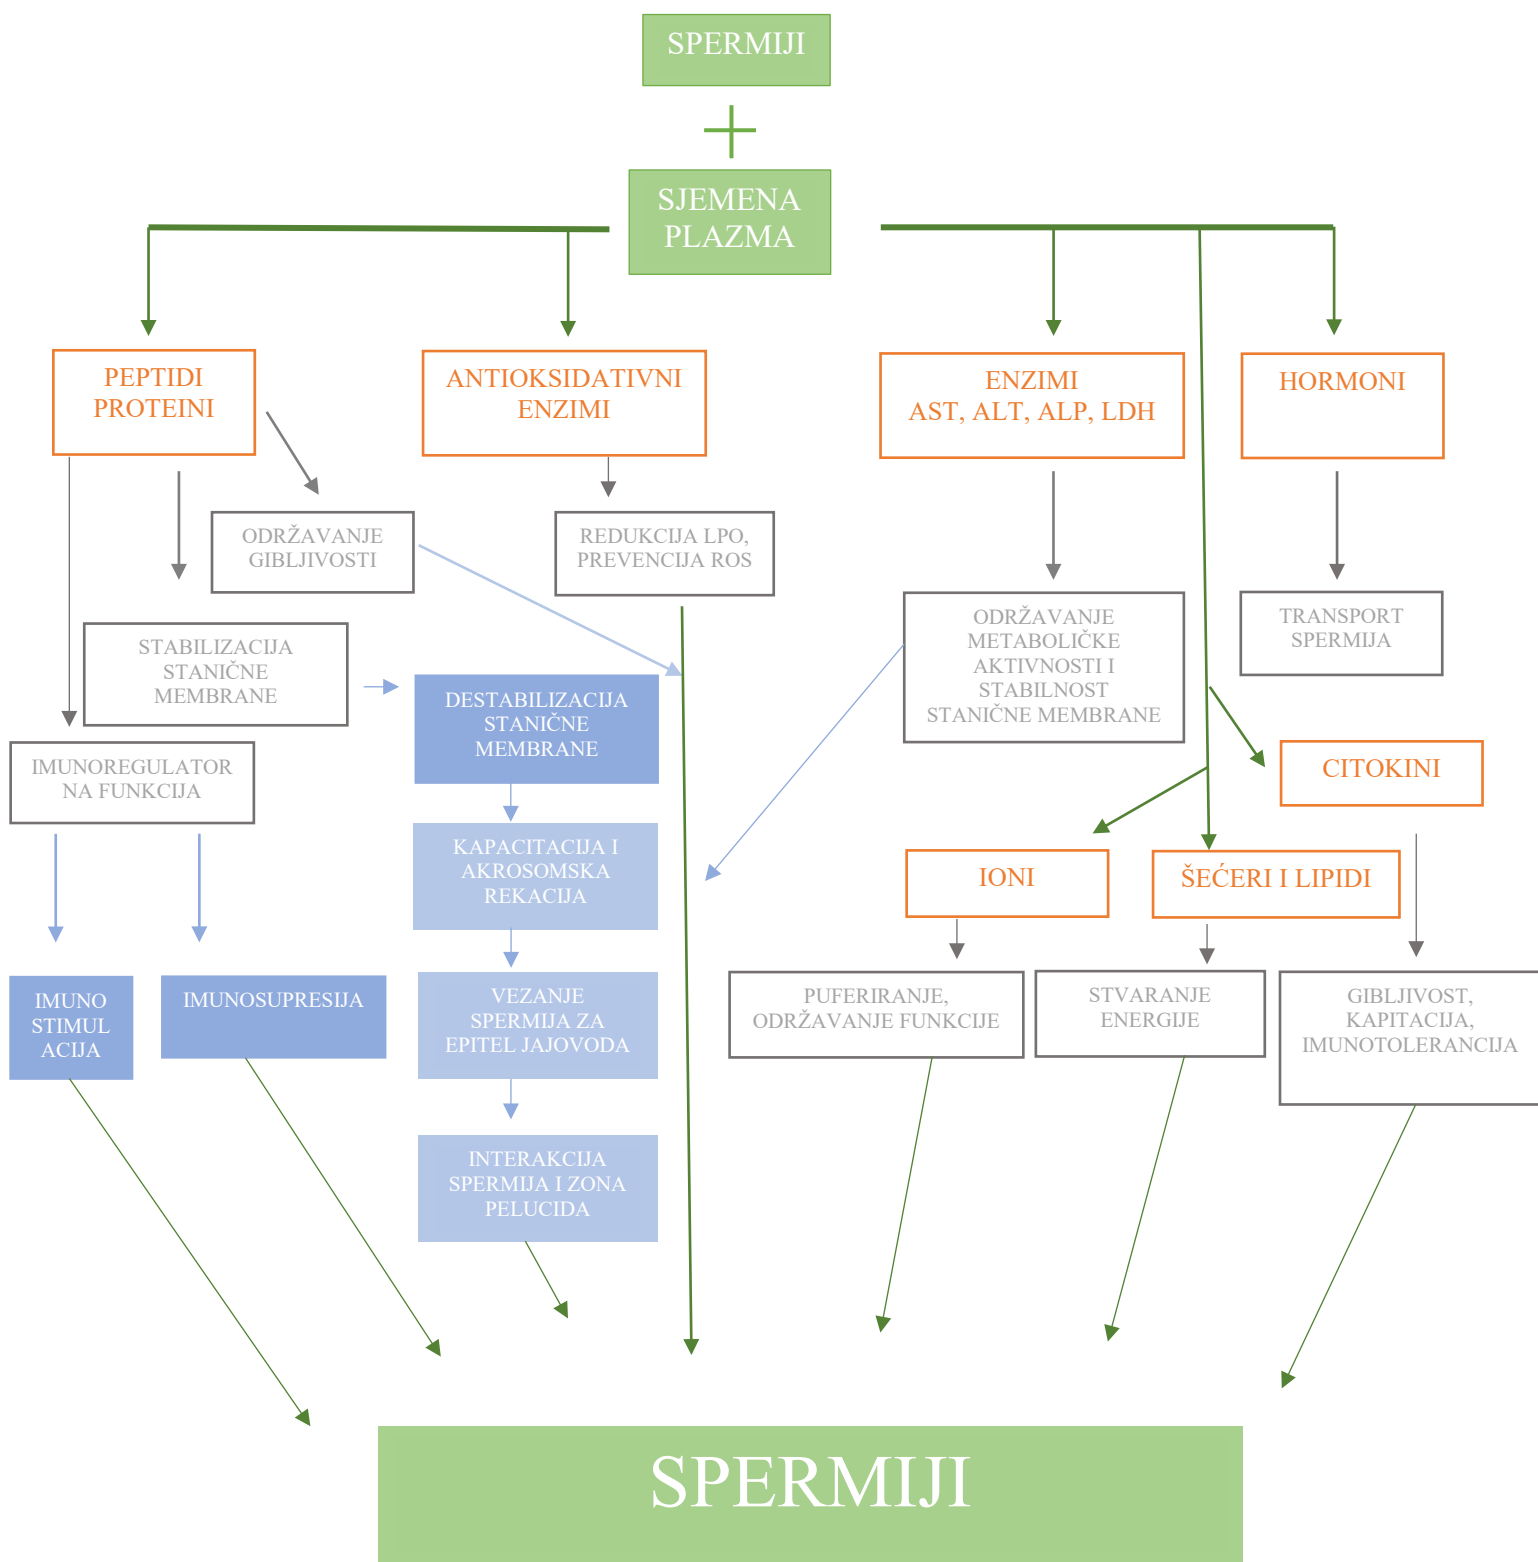 SPERMIJI
SJEMENA
PLAZMA
PEPTIDI
PROTEINI
ANTIOKSIDATIVNI
ENZIMI
ENZIMI
AST, ALT, ALP, LDH
HORMONI
ODRŽAVANJE
GIBLJIVOSTI
REDUKCIJA LPO,
PREVENCIJA ROS
ODRŽAVANJE
METABOLIČKE
AKTIVNOSTI I
STABILNOST
STANIČNE MEMBRANE
TRANSPORT
SPERMIJA
STABILIZACIJA
STANIČNE
MEMBRANE
DESTABILIZACIJA
STANIČNE
MEMBRANE
IMUNOREGULATOR
NA FUNKCIJA
CITOKINI
KAPACITACIJA I
AKROSOMSKA
REKACIJA
IONI
ŠEĆERI I LIPIDI
IMUNO
STIMUL
ACIJA
IMUNOSUPRESIJA
VEZANJE
SPERMIJA ZA
EPITEL JAJOVODA
PUFERIRANJE,
ODRŽAVANJE FUNKCIJE
STVARANJE
ENERGIJE
GIBLJIVOST,
KAPITACIJA,
IMUNOTOLERANCIJA
INTERAKCIJA
SPERMIJA I ZONA
PELUCIDA
SPERMIJI